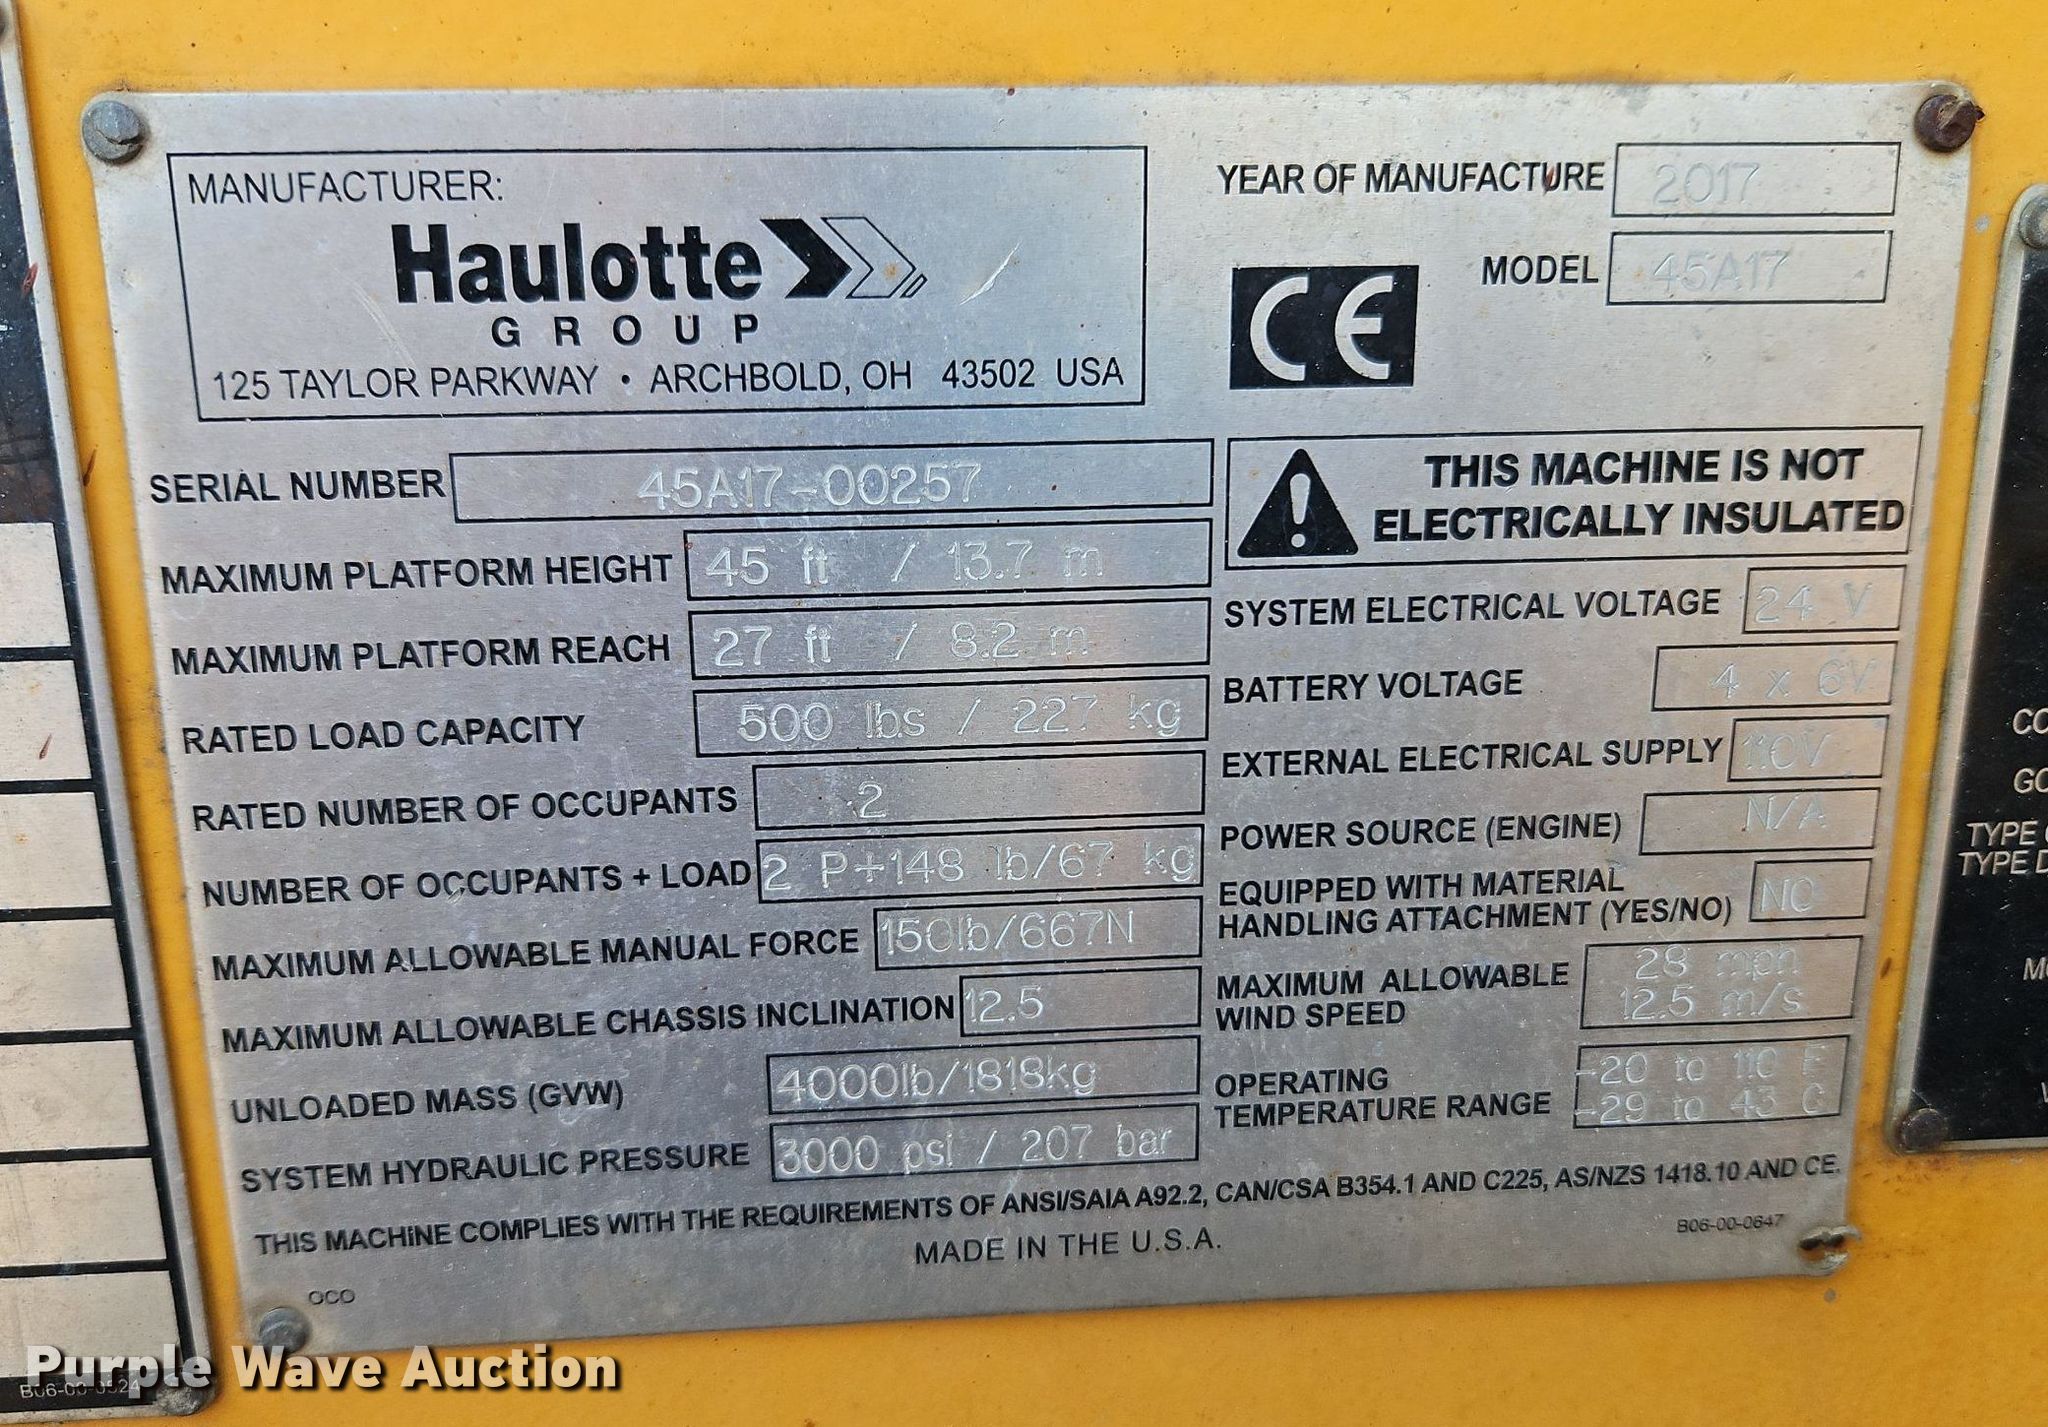 MANUFACTURER:
Haulotte
GROUP
125 TAYLOR PARKWAY • ARCHBOLD, OH 43502 USA
YEAR OF MANUFACTURE 2017
MODEL 45A17
CE
SERIAL NUMBER 45A17-00257
MAXIMUM PLATFORM HEIGHT 45 ft / 13.7 m
MAXIMUM PLATFORM REACH 27 ft / 8.2 m
RATED LOAD CAPACITY 500 lbs / 227 kg
RATED NUMBER OF OCCUPANTS 2
NUMBER OF OCCUPANTS + LOAD 2 P+148 lb/67 kg
MAXIMUM ALLOWABLE MANUAL FORCE 150lb/667N
MAXIMUM ALLOWABLE CHASSIS INCLINATION 12.5
UNLOADED MASS (GVW) 4000lb/1818kg
SYSTEM HYDRAULIC PRESSURE 3000 psi / 207 bar
THIS MACHINE IS NOT
ELECTRICALLY INSULATED
SYSTEM ELECTRICAL VOLTAGE 24 V
BATTERY VOLTAGE 4 x 6V
EXTERNAL ELECTRICAL SUPPLY 110V
POWER SOURCE (ENGINE) N/A
EQUIPPED WITH MATERIAL
HANDLING ATTACHMENT (YES/NO) NO
MAXIMUM ALLOWABLE 28 mph
WIND SPEED 12.5 m/s
OPERATING -20 to 110 F
TEMPERATURE RANGE -29 to 43 C
THIS MACHINE COMPLIES WITH THE REQUIREMENTS OF ANSI/SAIA A92.2, CAN/CSA B354.1 AND C225, AS/NZS 1418.10 AND CE.
MADE IN THE U.S.A.
B06-00-0647
OCO
TYPE
TYPE
Purple Wave Auction